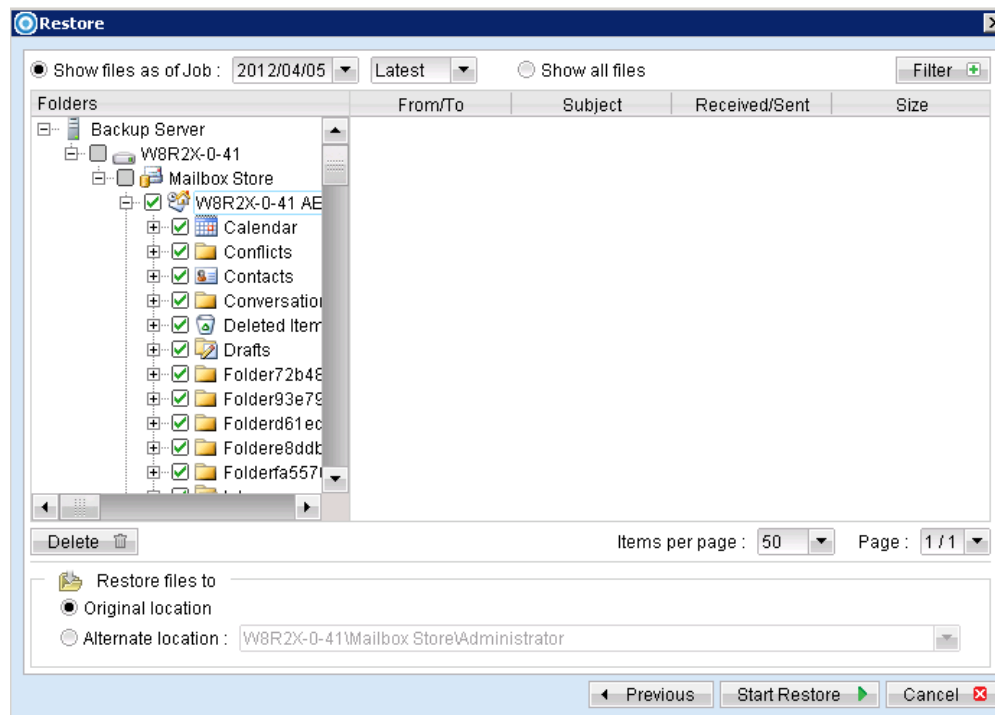 Restore
Show files as of Job : 2012/04/05 Latest Show all files Filter
Folders From/To Subject Received/Sent Size
Backup Server
W8R2X-0-41
Mailbox Store
W8R2X-0-41 AE
Calendar
Conflicts
Contacts
Conversation
Deleted Item
Drafts
Folder72b48
Folder93e79
Folderd61ec
Foldere8ddb
Folderfa557
Delete Items per page : 50 Page : 1 / 1
Restore files to
Original location
Alternate location : W8R2X-0-41\Mailbox Store\Administrator
Previous Start Restore Cancel